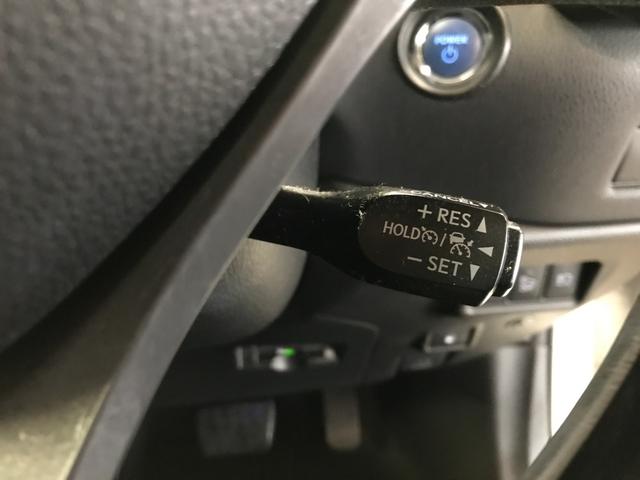 POWER
+ RES ▲
HOLD / ◄
− SET ▼